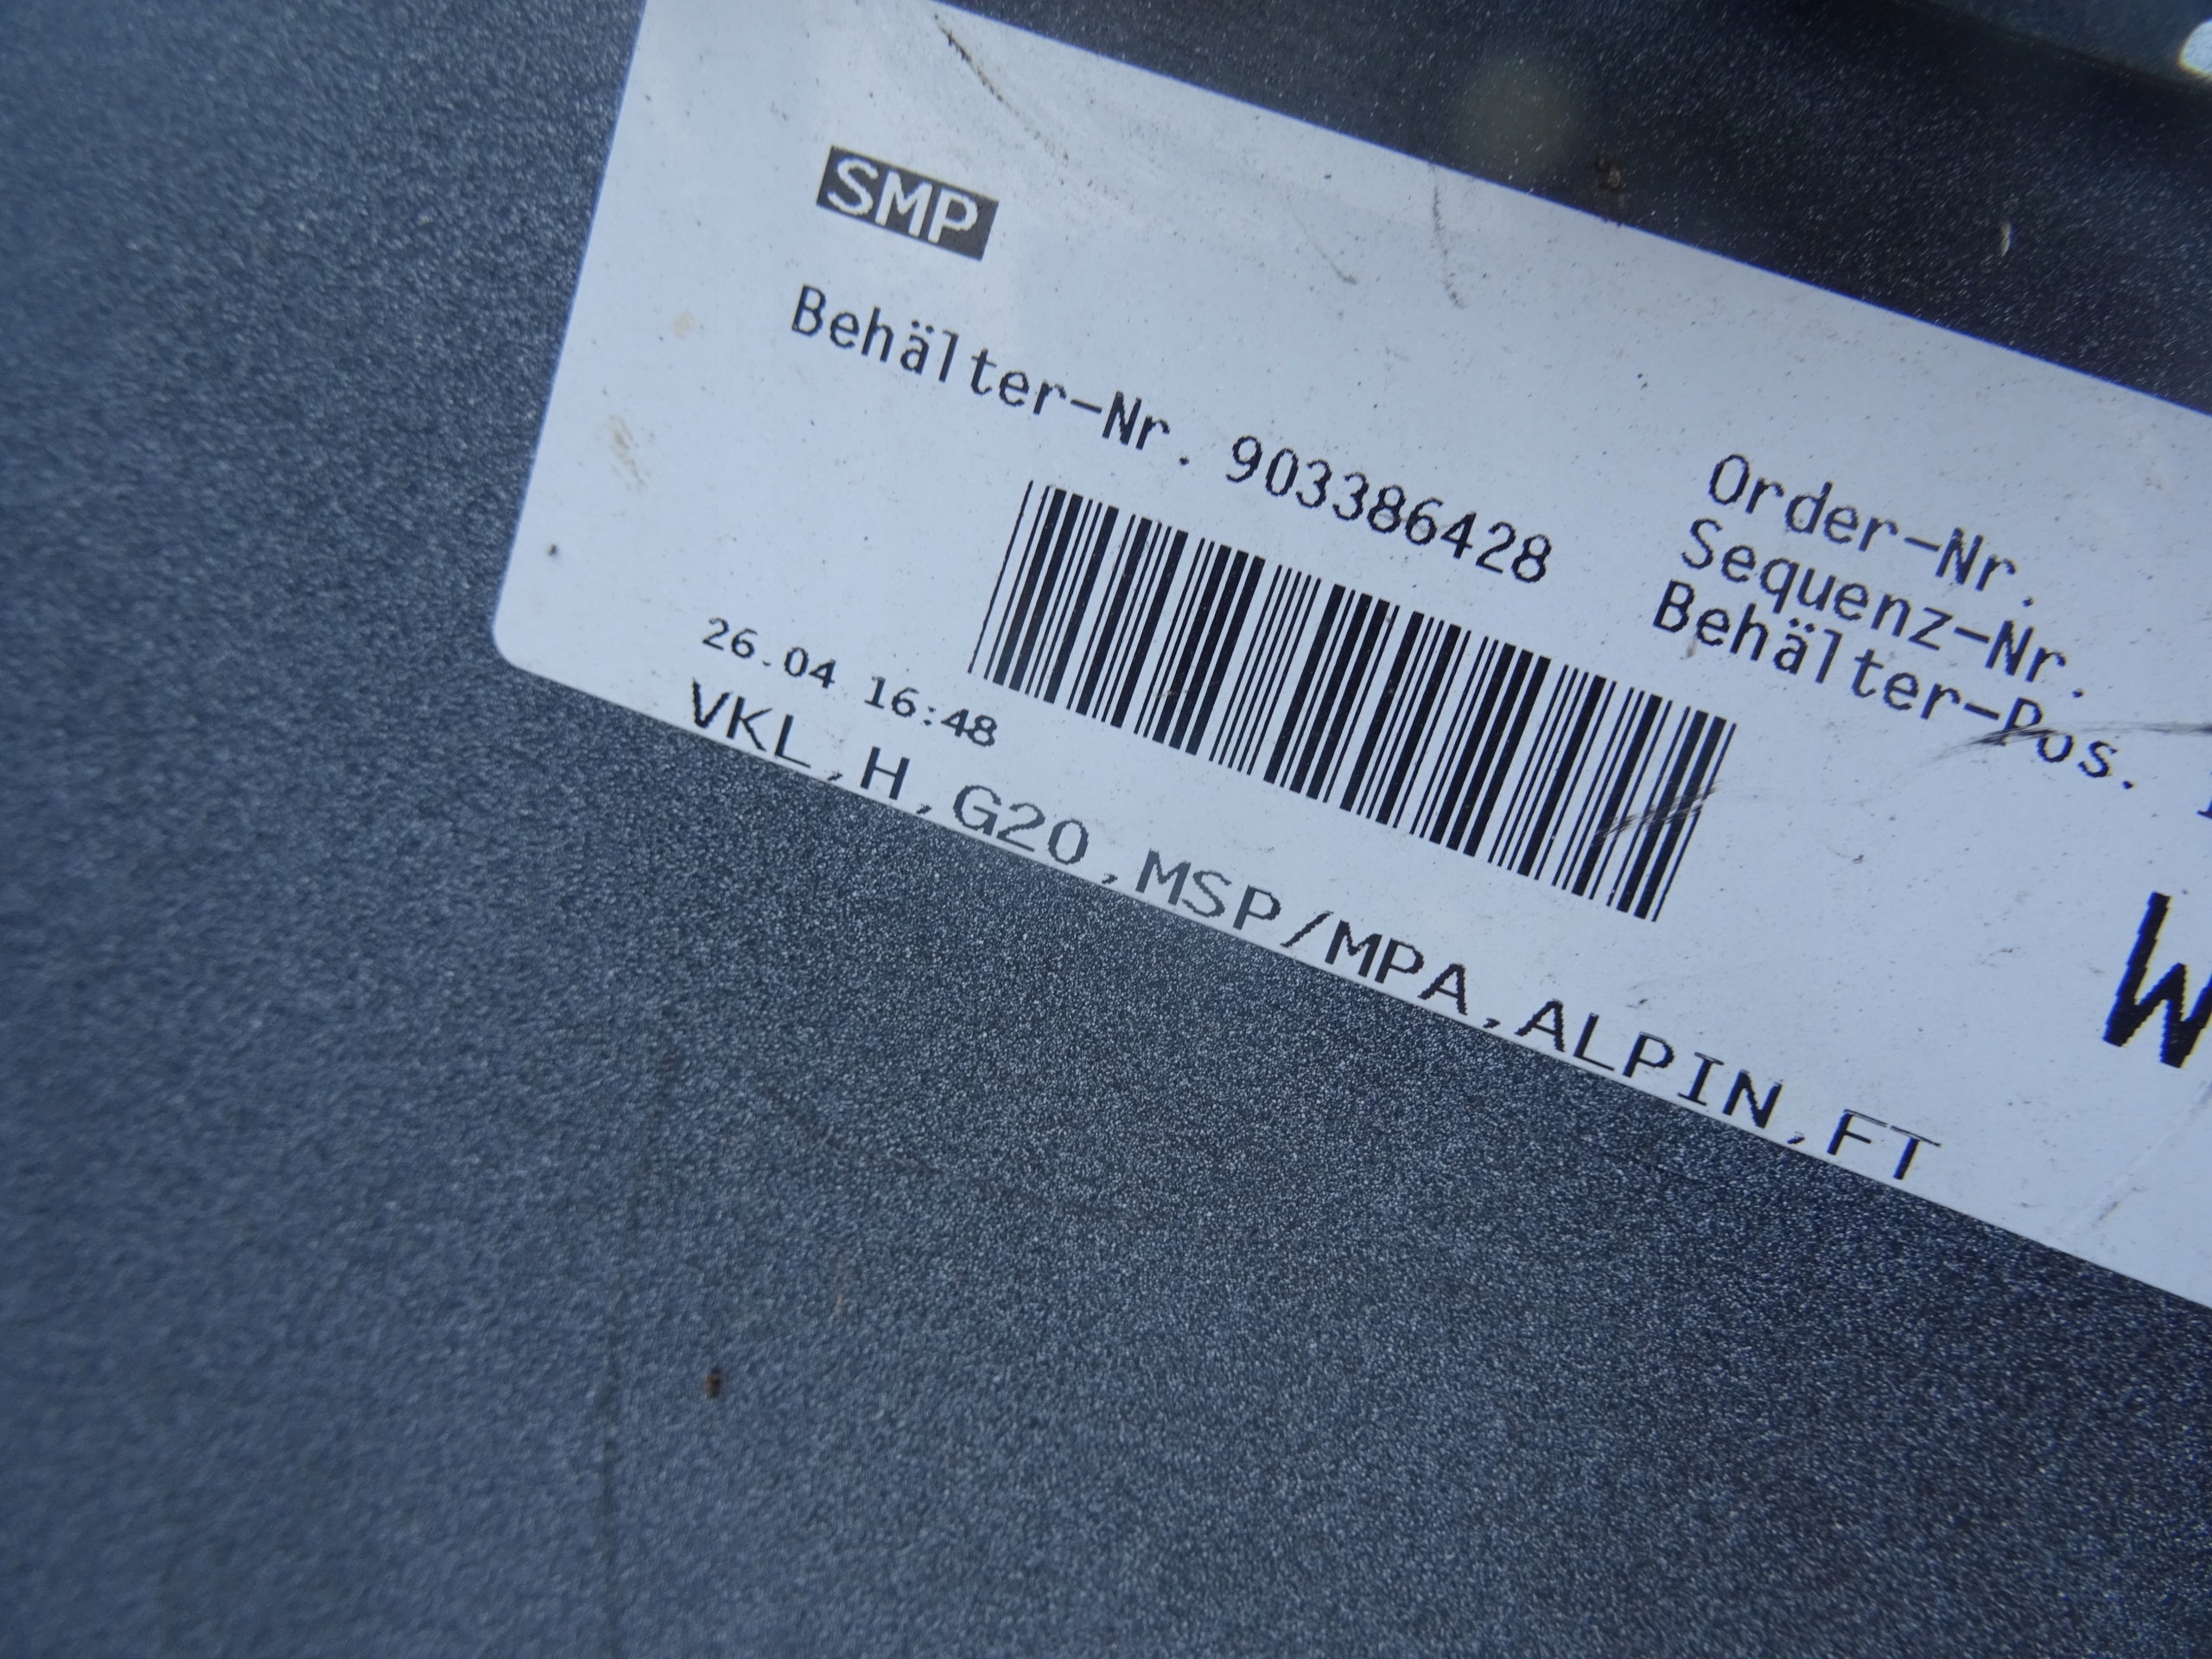 SMP
Behälter-Nr. 903386428
Order-Nr.
Sequenz-Nr.
Behälter-Pos.
26.04 16:48
VKL,H,G20,MSP/MPA,ALPIN,FT